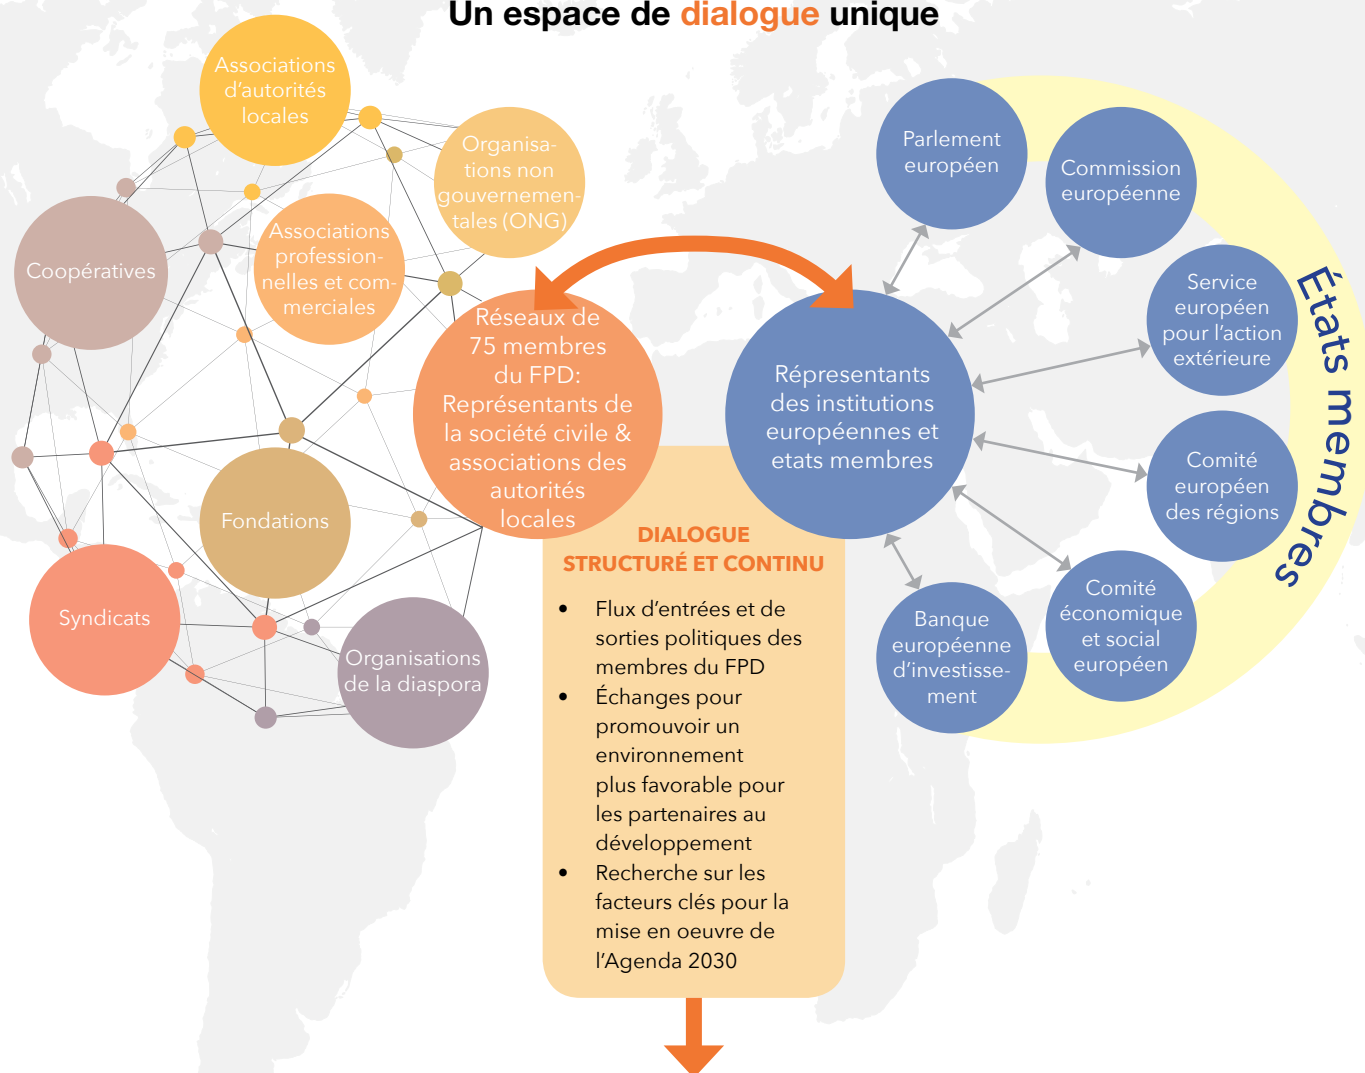 Un espace de dialogue unique
Associations
d'autorités
locales
Organisa-
tions non
gouvernemen-
tales (ONG)
Coopératives
Associations
profession-
nelles et com-
merciales
Fondations
Syndicats
Organisations
de la diaspora
Réseaux de
75 membres
du FPD:
Représentants de
la société civile &
associations des
autorités
locales
Répresentants
des institutions
européennes et
etats membres
Parlement
européen
Commission
européenne
Service
européen
pour l'action
extérieure
Comité
européen
des régions
Comité
économique
et social
européen
Banque
européenne
d'investisse-
ment
États membres
DIALOGUE
STRUCTURÉ ET CONTINU
• Flux d'entrées et de
sorties politiques des
membres du FPD
• Échanges pour
promouvoir un
environnement
plus favorable pour
les partenaires au
développement
• Recherche sur les
facteurs clés pour la
mise en oeuvre de
l'Agenda 2030